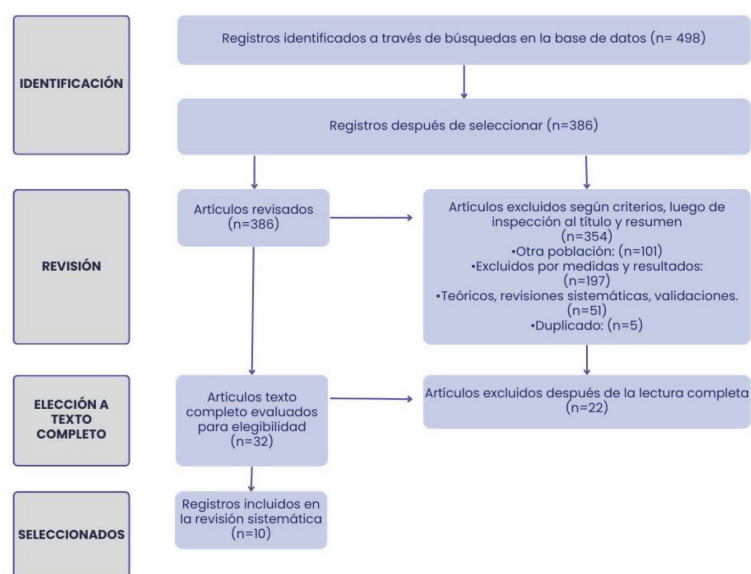 IDENTIFICACIÓN
Registros identificados a través de búsquedas en la base de datos (n= 498)
Registros después de seleccionar (n=386)
REVISIÓN
Artículos revisados
(n=386)
Artículos excluidos según criterios, luego de
inspección al título y resumen
(n=354)
•Otra población: (n=101)
•Excluidos por medidas y resultados:
(n=197)
•Teóricos, revisiones sistemáticas, validaciones.
(n=51)
•Duplicado: (n=5)
ELECCIÓN A
TEXTO
COMPLETO
Artículos texto
completo evaluados
para elegibilidad
(n=32)
Artículos excluidos después de la lectura completa
(n=22)
SELECCIONADOS
Registros incluidos en
la revisión sistemática
(n=10)